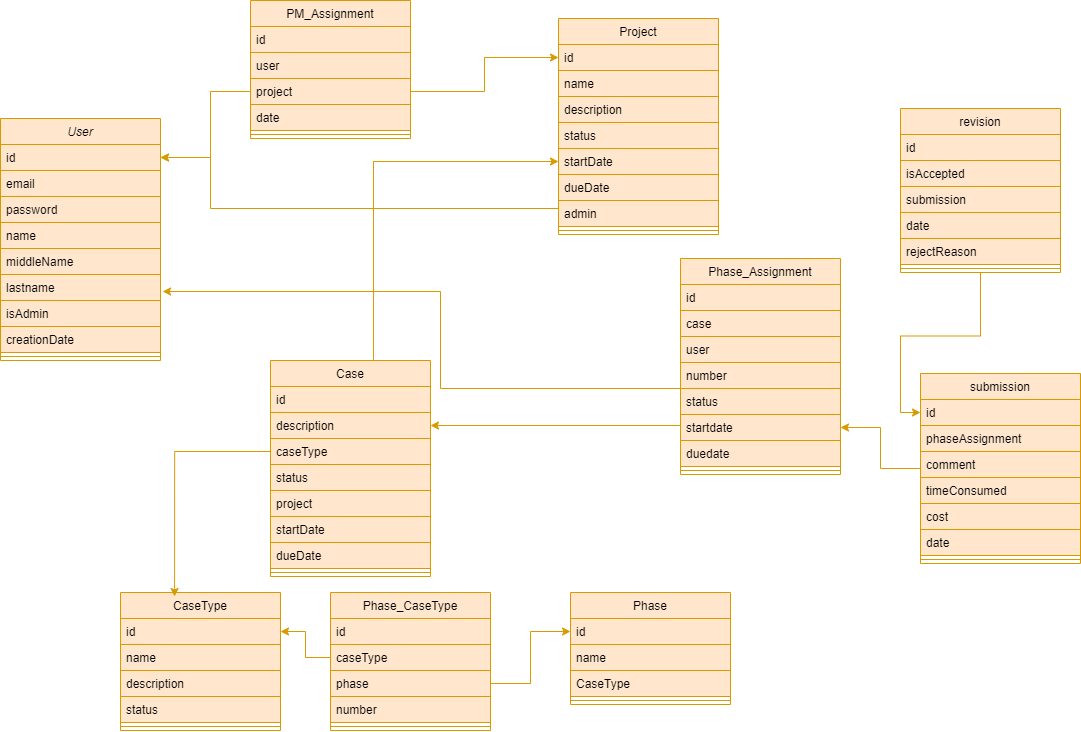 PM_Assignment
id
user
project
date
Project
id
name
description
status
startDate
dueDate
admin
User
id
email
password
name
middleName
lastname
isAdmin
creationDate
revision
id
isAccepted
submission
date
rejectReason
Phase_Assignment
id
case
user
number
status
startdate
duedate
Case
id
description
caseType
status
project
startDate
dueDate
submission
id
phaseAssignment
comment
timeConsumed
cost
date
CaseType
id
name
description
status
Phase_CaseType
id
caseType
phase
number
Phase
id
name
CaseType